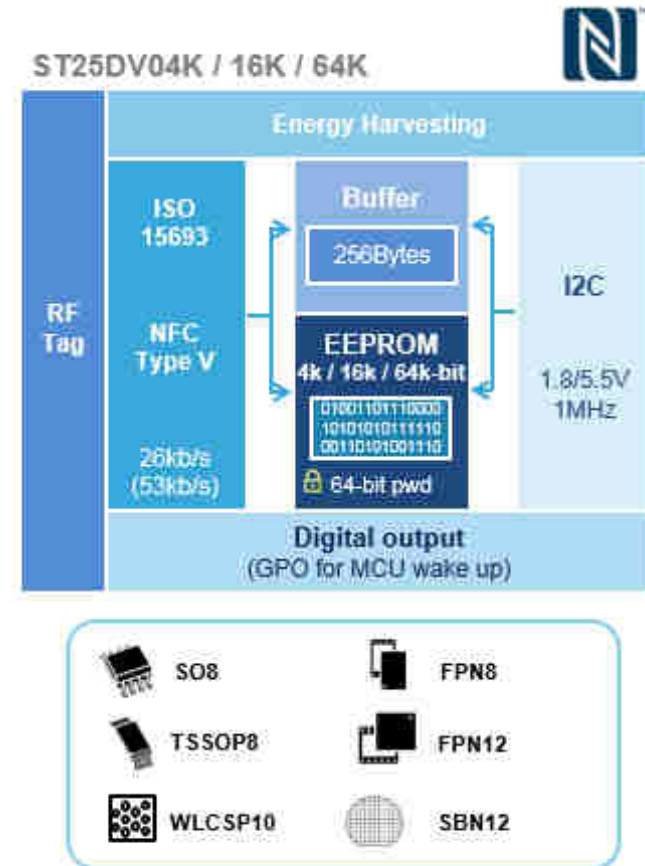 ST25DV04K / 16K / 64K
Energy Harvesting
RF
Tag
ISO
15693
NFC
Type V
26kb/s
(53kb/s)
Buffer
256Bytes
EEPROM
4k / 16k / 64k-bit
01001101110000
10101010111110
00110101001110
64-bit pwd
I2C
1.8/5.5V
1MHz
Digital output
(GPO for MCU wake up)
SO8
FPN8
TSSOP8
FPN12
WLCSP10
SBN12